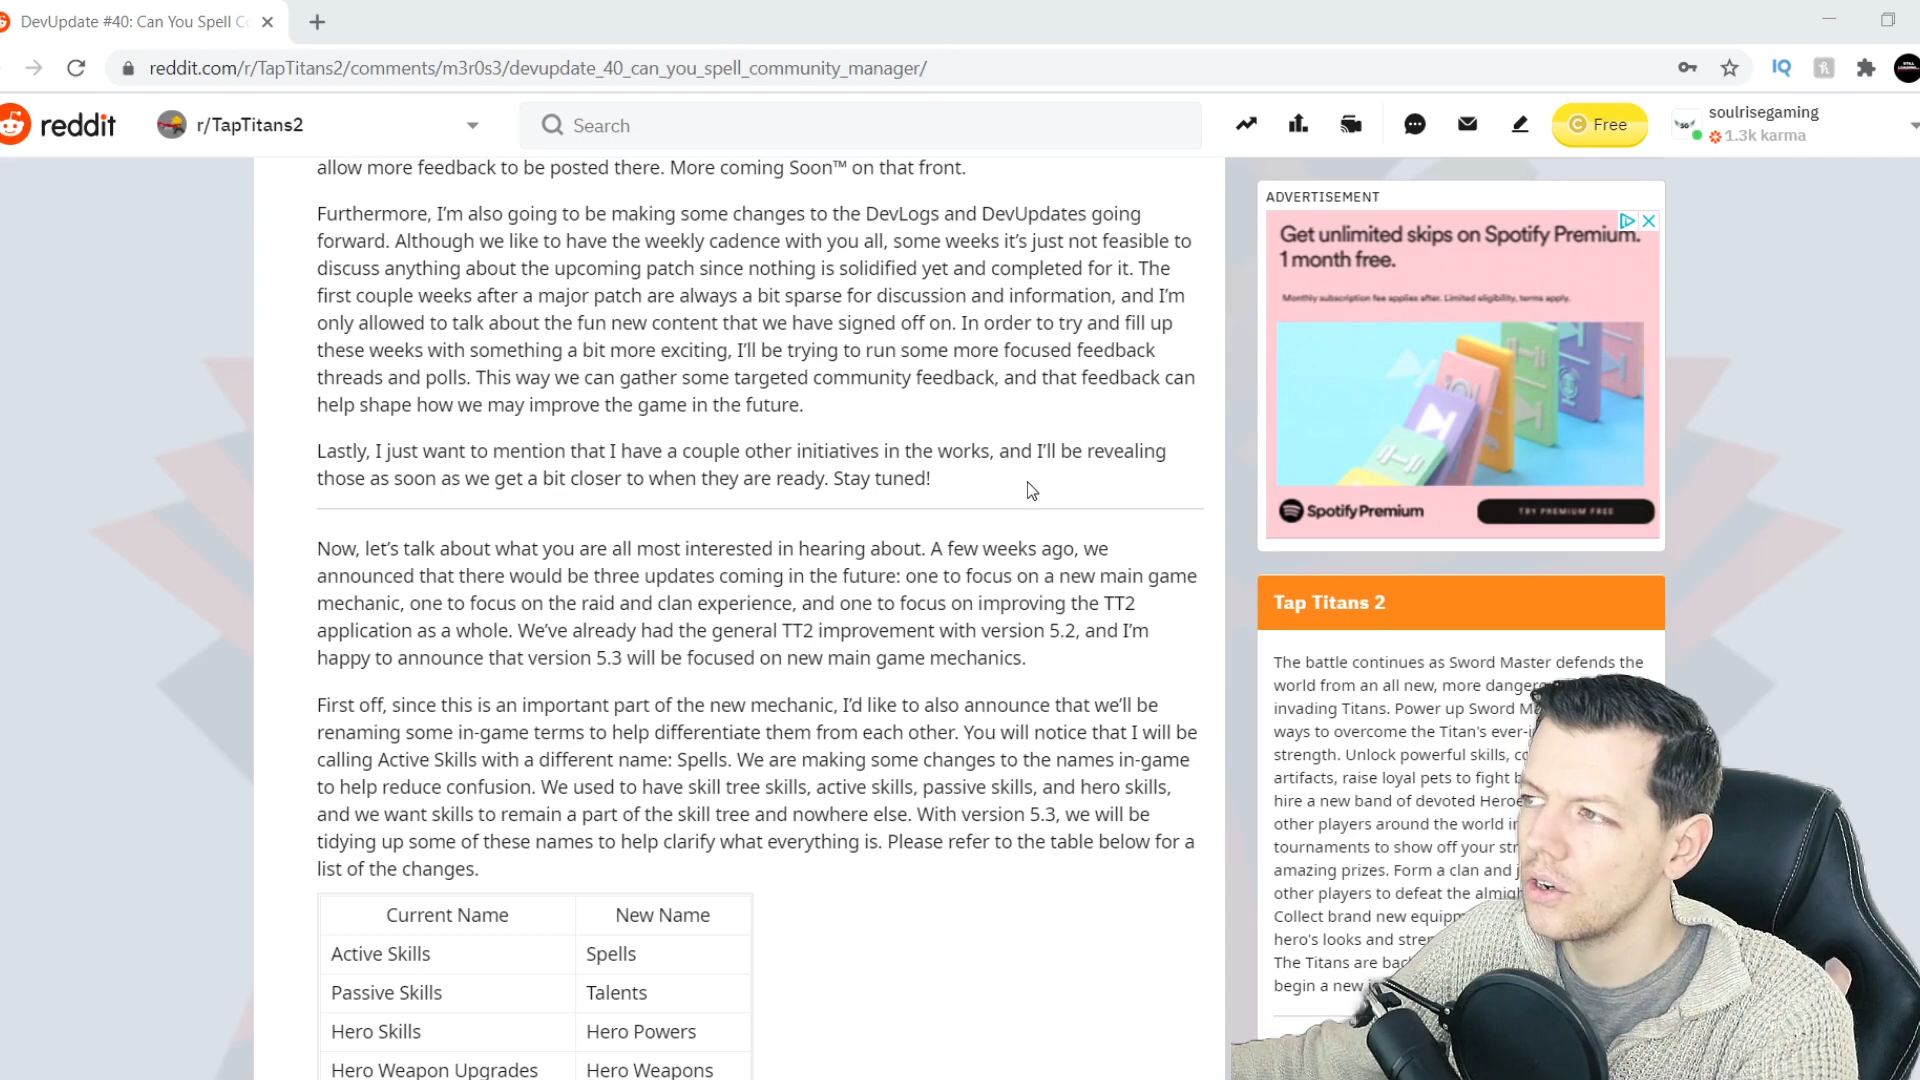 DevUpdate #40: Can You Spell C
reddit.com/r/TapTitans2/comments/m3r0s3/devupdate_40_can_you_spell_community_manager/
IQ
reddit
r/TapTitans2
Search
Free
soulrisegaming
1.3k karma
allow more feedback to be posted there. More coming Soon™ on that front.
Furthermore, I'm also going to be making some changes to the DevLogs and DevUpdates going
forward. Although we like to have the weekly cadence with you all, some weeks it's just not feasible to
discuss anything about the upcoming patch since nothing is solidified yet and completed for it. The
first couple weeks after a major patch are always a bit sparse for discussion and information, and I'm
only allowed to talk about the fun new content that we have signed off on. In order to try and fill up
these weeks with something a bit more exciting, I'll be trying to run some more focused feedback
threads and polls. This way we can gather some targeted community feedback, and that feedback can
help shape how we may improve the game in the future.
Lastly, I just want to mention that I have a couple other initiatives in the works, and I'll be revealing
those as soon as we get a bit closer to when they are ready. Stay tuned!
Now, let's talk about what you are all most interested in hearing about. A few weeks ago, we
announced that there would be three updates coming in the future: one to focus on a new main game
mechanic, one to focus on the raid and clan experience, and one to focus on improving the TT2
application as a whole. We've already had the general TT2 improvement with version 5.2, and I'm
happy to announce that version 5.3 will be focused on new main game mechanics.
First off, since this is an important part of the new mechanic, I'd like to also announce that we'll be
renaming some in-game terms to help differentiate them from each other. You will notice that I will be
calling Active Skills with a different name: Spells. We are making some changes to the names in-game
to help reduce confusion. We used to have skill tree skills, active skills, passive skills, and hero skills,
and we want skills to remain a part of the skill tree and nowhere else. With version 5.3, we will be
tidying up some of these names to help clarify what everything is. Please refer to the table below for a
list of the changes.
Current Name New Name
Active Skills Spells
Passive Skills Talents
Hero Skills Hero Powers
Hero Weapon Upgrades Hero Weapons
ADVERTISEMENT
Get unlimited skips on Spotify Premium.
1 month free.
Monthly subscription fee applies after. Limited eligibility, terms apply.
Spotify Premium
TRY PREMIUM FREE
Tap Titans 2
The battle continues as Sword Master defends the
world from an all new, more danger
invading Titans. Power up Sword M
ways to overcome the Titan's ever-i
strength. Unlock powerful skills, co
artifacts, raise loyal pets to fight b
hire a new band of devoted Heroe
other players around the world in
tournaments to show off your str
amazing prizes. Form a clan and j
other players to defeat the almigh
Collect brand new equipm
hero's looks and stren
The Titans are bac
begin a new